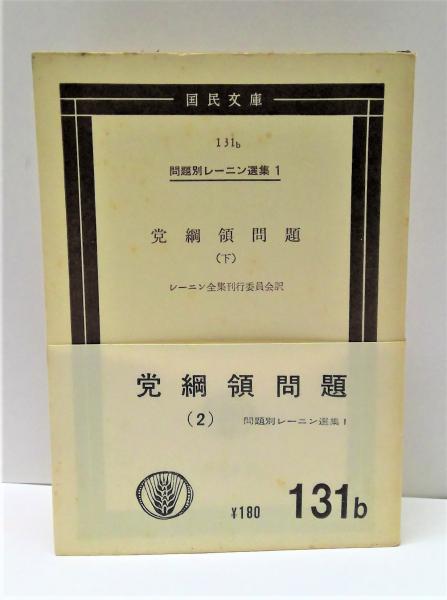 国民文庫
131b
問題別レーニン選集 1
党綱領問題
(下)
レーニン全集刊行委員会訳
党綱領問題
(2) 問題別レーニン選集 1
¥180 131b